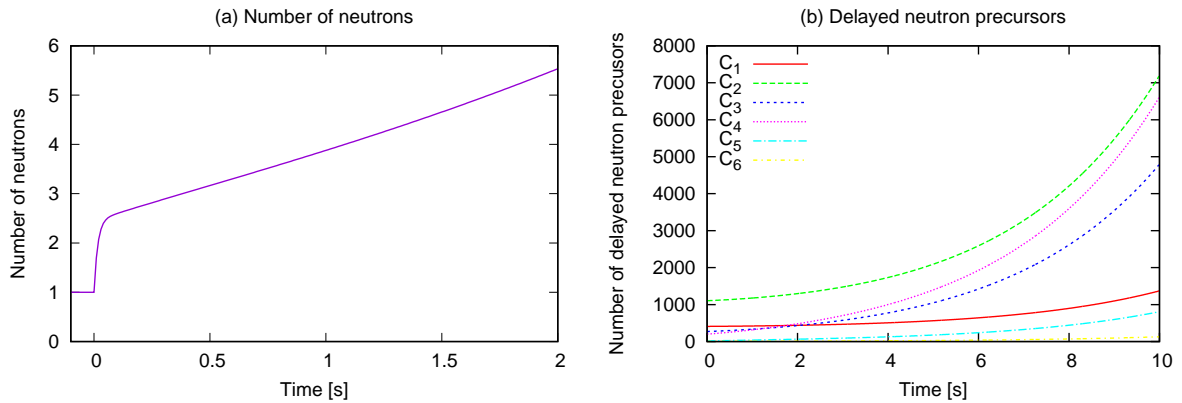 (a) Number of neutrons
Number of neutrons
6
5
4
3
2
1
0
0
0.5
1
1.5
2
Time [s]
(b) Delayed neutron precursors
Number of delayed neutron precusors
8000
7000
6000
5000
4000
3000
2000
1000
0
C1
C2
C3
C4
C5
C6
0
2
4
6
8
10
Time [s]